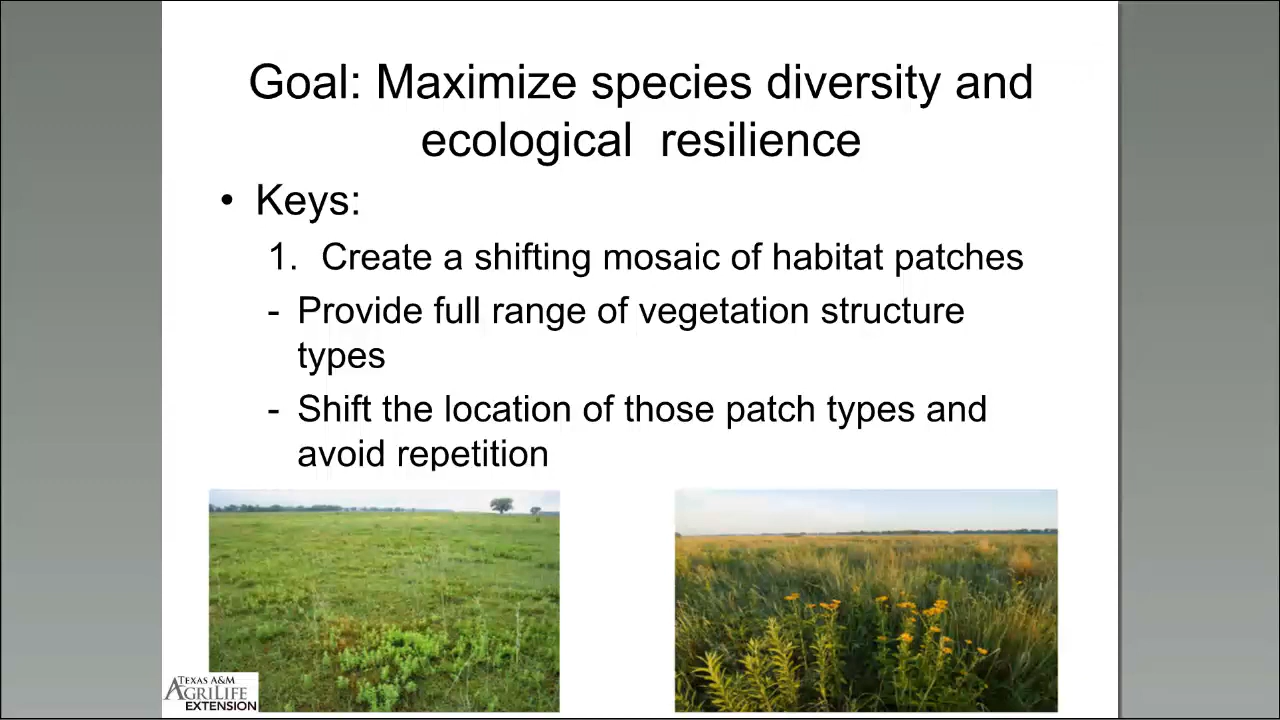 Goal: Maximize species diversity and
ecological resilience
• Keys:
1. Create a shifting mosaic of habitat patches
- Provide full range of vegetation structure
types
- Shift the location of those patch types and
avoid repetition
TEXAS A&M
AGRILIFE
EXTENSION